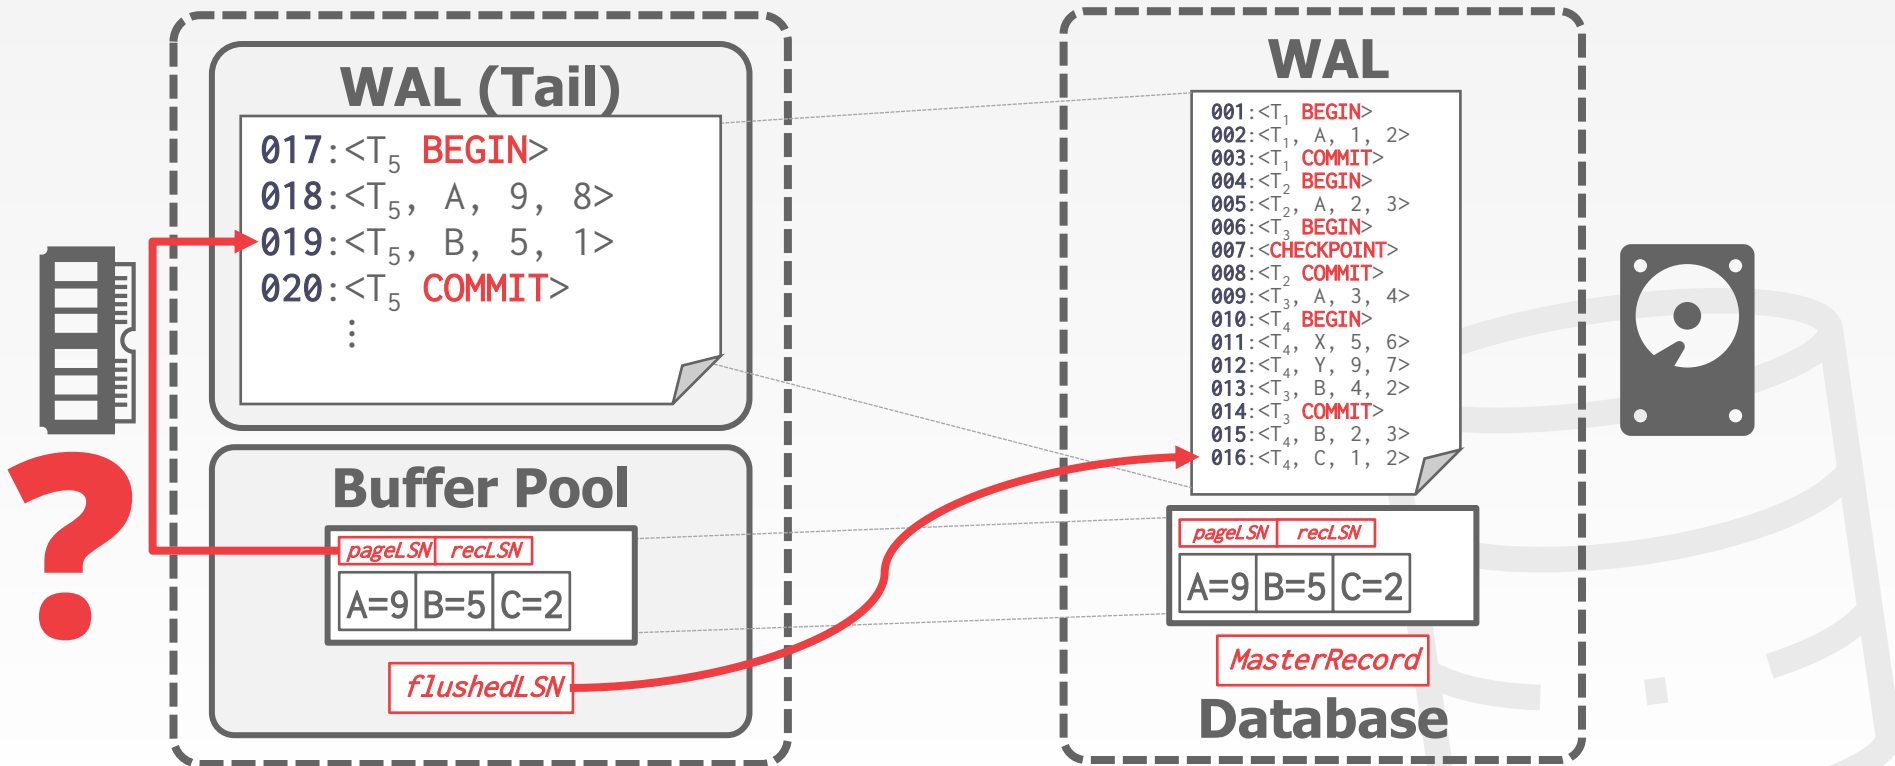 WAL (Tail)
017:<T5 BEGIN>
018:<T5, A, 9, 8>
019:<T5, B, 5, 1>
020:<T5 COMMIT>
⋮
?
Buffer Pool
pageLSN recLSN
A=9 B=5 C=2
flushedLSN
WAL
001:<T1 BEGIN>
002:<T1, A, 1, 2>
003:<T1 COMMIT>
004:<T2 BEGIN>
005:<T2, A, 2, 3>
006:<T3 BEGIN>
007:<CHECKPOINT>
008:<T2 COMMIT>
009:<T3, A, 3, 4>
010:<T4 BEGIN>
011:<T4, X, 5, 6>
012:<T4, Y, 9, 7>
013:<T3, B, 4, 2>
014:<T3 COMMIT>
015:<T4, B, 2, 3>
016:<T4, C, 1, 2>
pageLSN recLSN
A=9 B=5 C=2
MasterRecord
Database